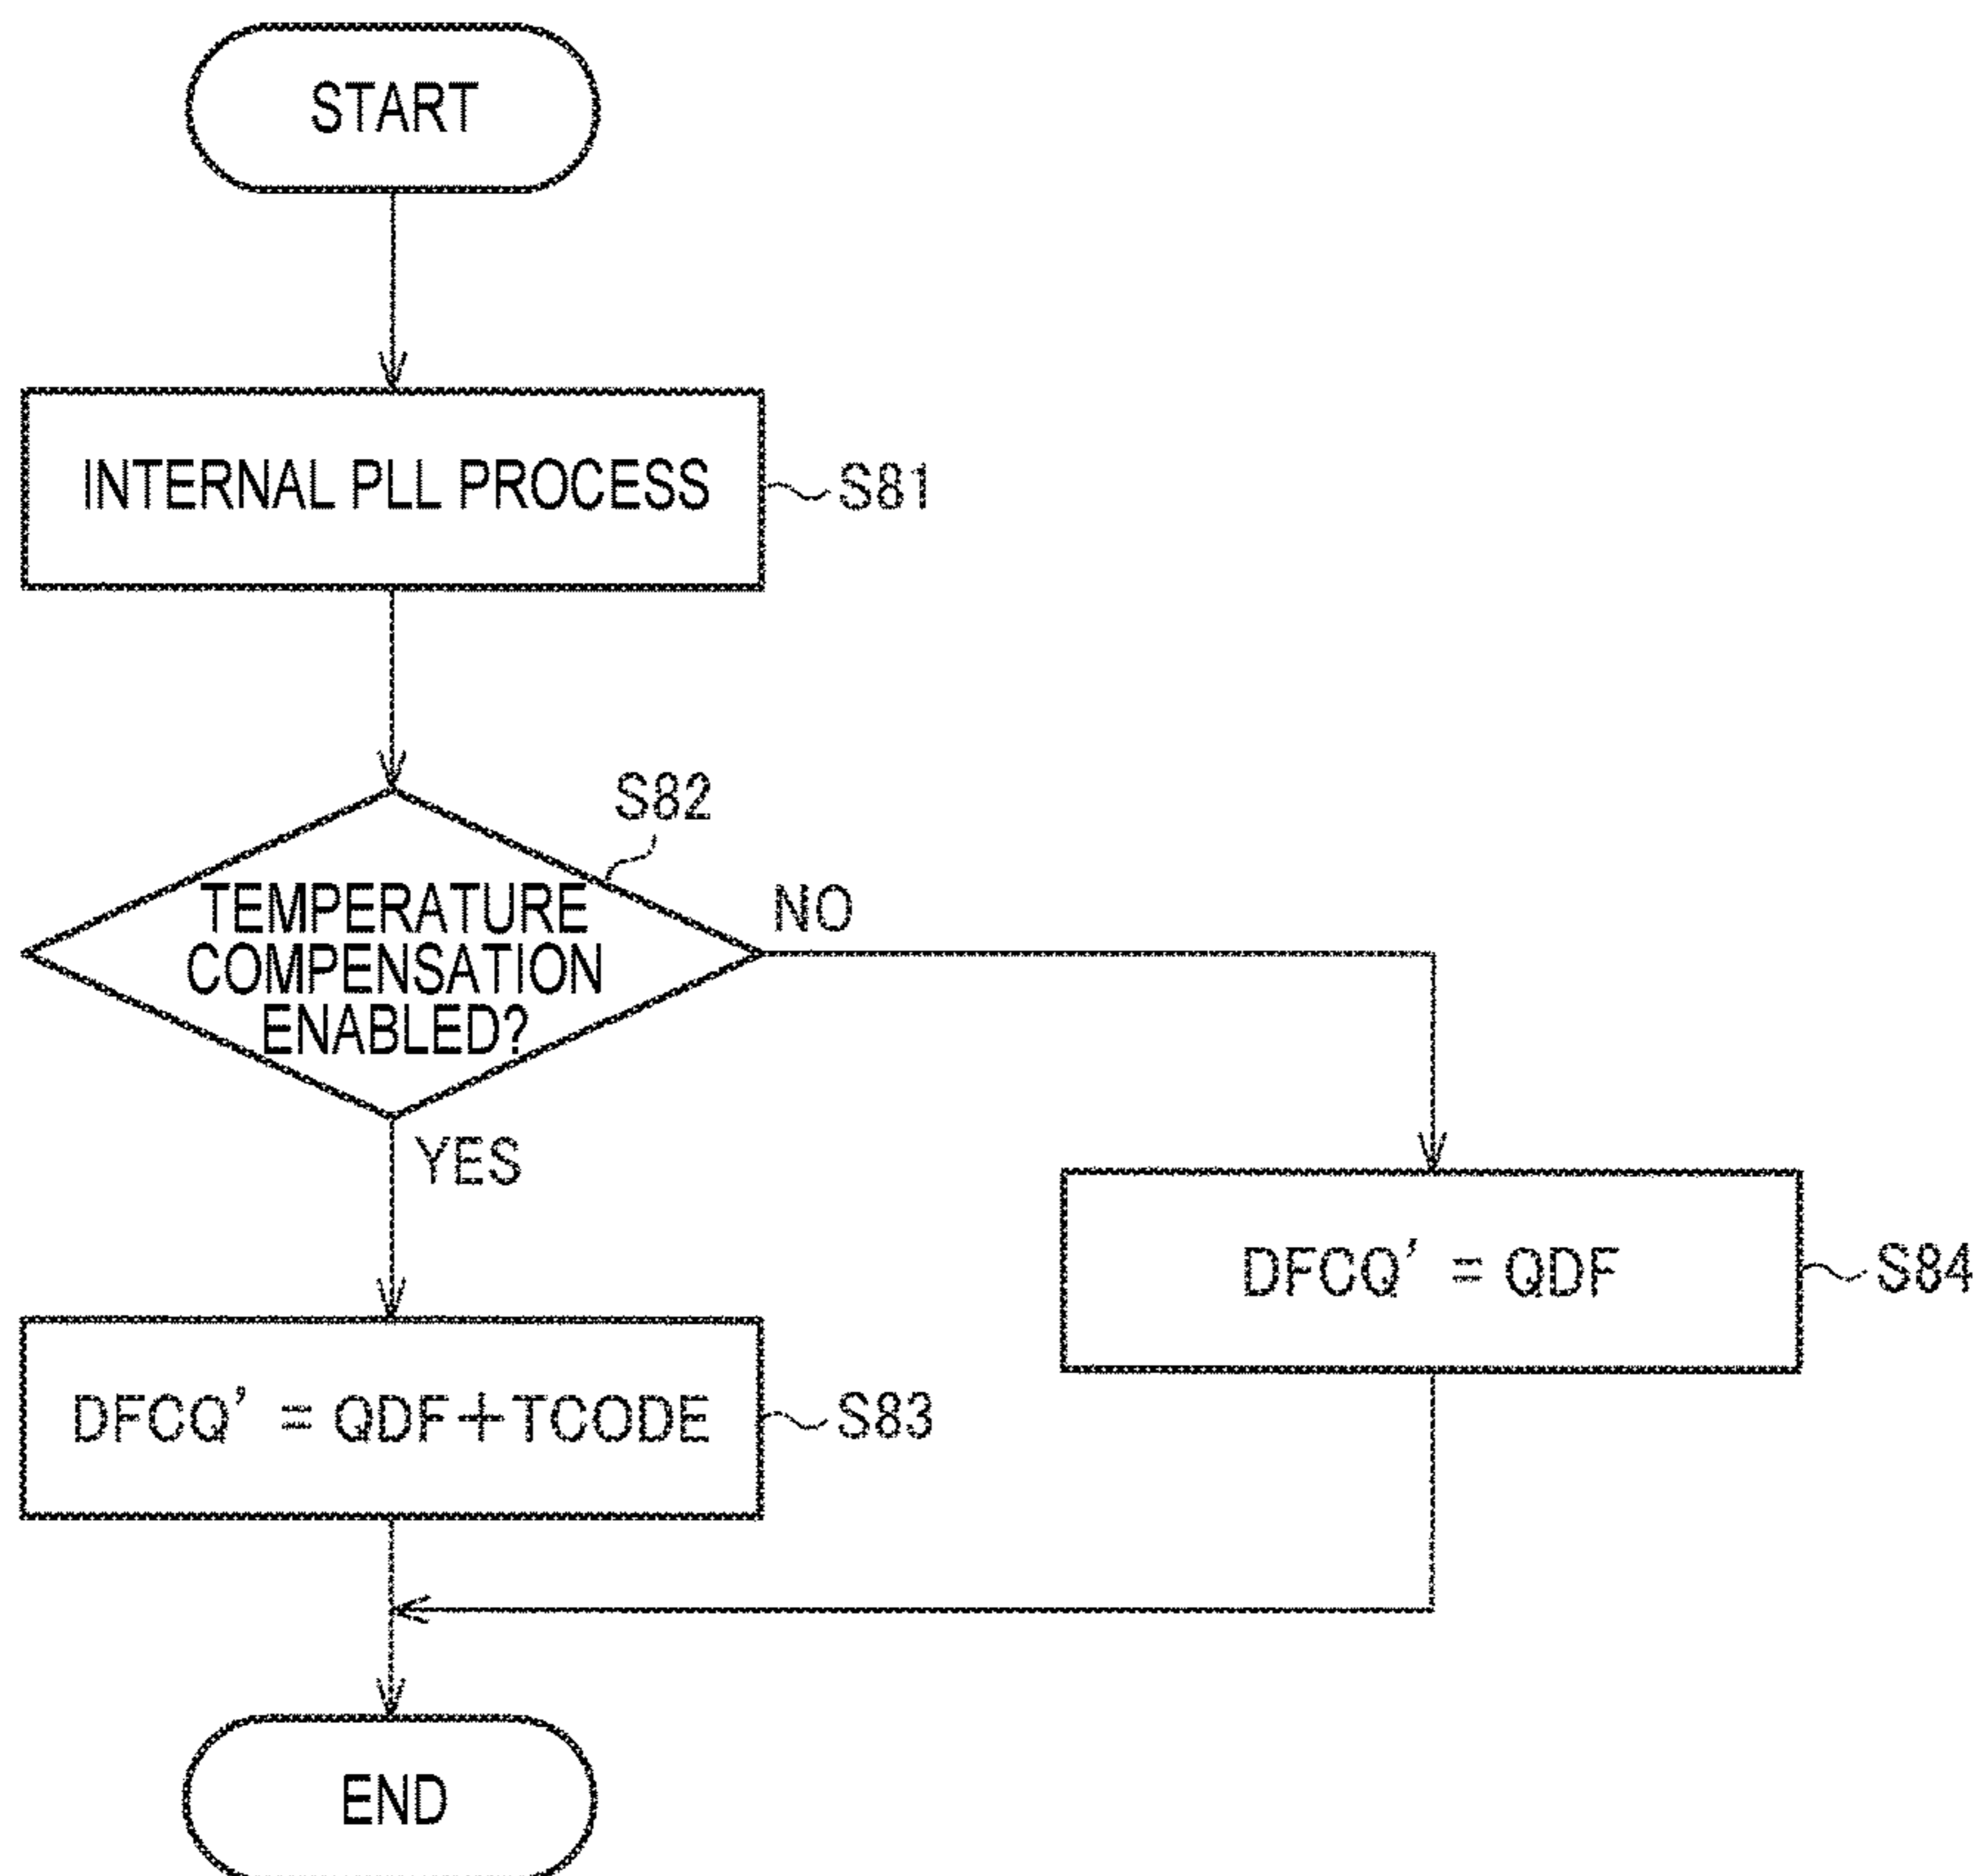 START
INTERNAL PLL PROCESS
S81
S82
TEMPERATURE
COMPENSATION
ENABLED?
NO
YES
DFCQ' = QDF
S84
DFCQ' = QDF+TCODE
S83
END